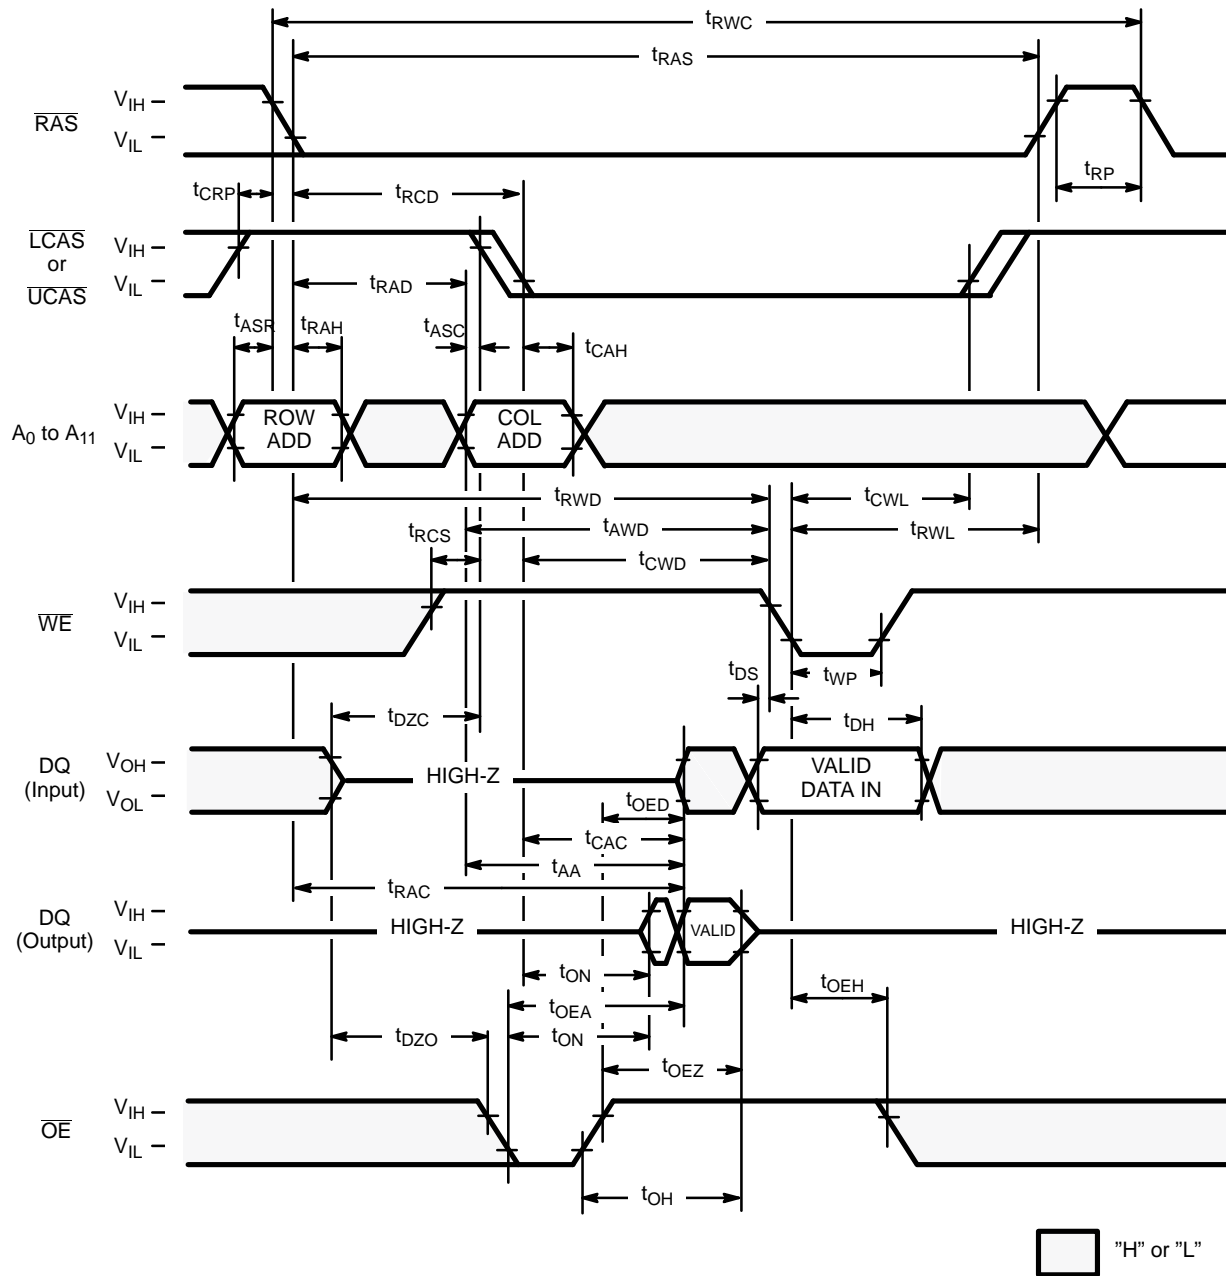 tRWC
tRAS
RAS
VIH
VIL
tRP
tCRP
tRCD
LCAS
or
UCAS
VIH
VIL
tRAD
tASR
tRAH
tASC
tCAH
A0 to A11
VIH
VIL
ROW
ADD
COL
ADD
tRWD
tCWL
tRCS
tAWD
tRWL
tCWD
WE
VIH
VIL
tDS
tWP
tDZC
tDH
DQ
(Input)
VOH
VOL
HIGH-Z
VALID
DATA IN
tOED
tCAC
tAA
tRAC
DQ
(Output)
VIH
VIL
HIGH-Z
VALID
HIGH-Z
tON
tOEH
tOEA
tDZO
tON
tOEZ
OE
VIH
VIL
tOH
"H" or "L"